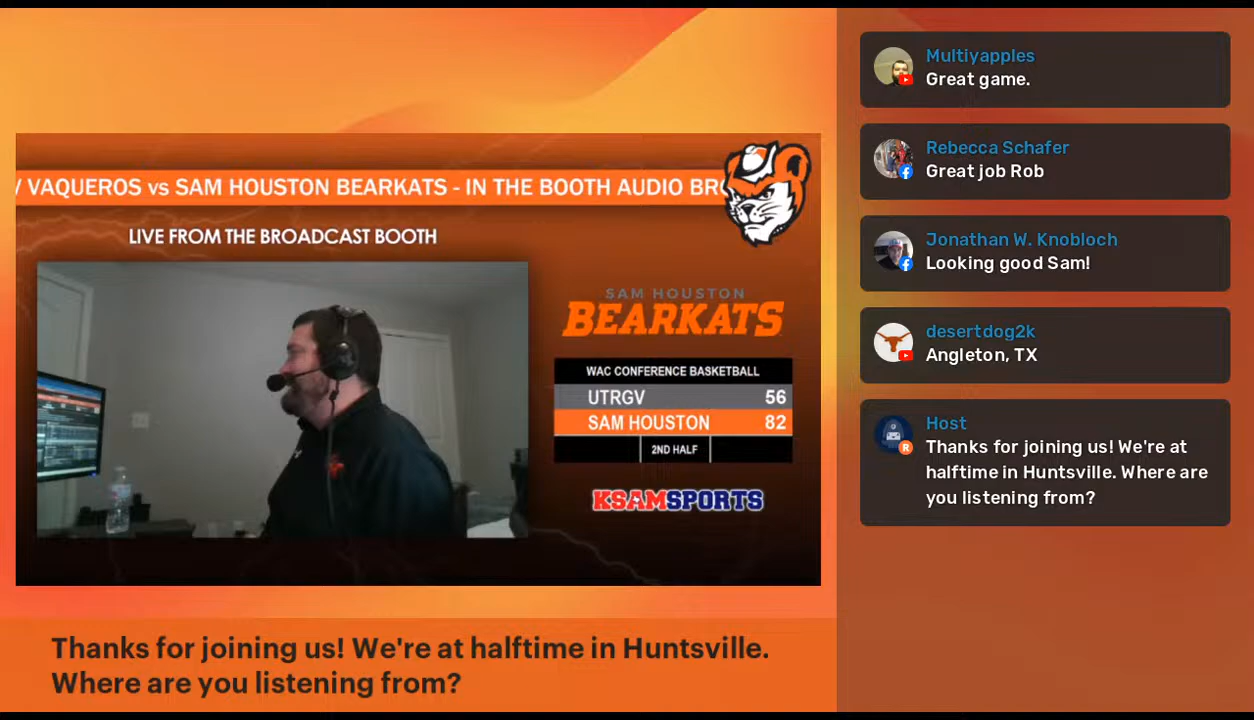 V VAQUEROS vs SAM HOUSTON BEARKATS - IN THE BOOTH AUDIO BR
LIVE FROM THE BROADCAST BOOTH
SAM HOUSTON
BEARKATS
WAC CONFERENCE BASKETBALL
UTRGV 56
SAM HOUSTON 82
2ND HALF
KSAMSPORTS
Thanks for joining us! We're at halftime in Huntsville.
Where are you listening from?
Multiyapples
Great game.
Rebecca Schafer
Great job Rob
Jonathan W. Knobloch
Looking good Sam!
desertdog2k
Angleton, TX
Host
R
Thanks for joining us! We're at
halftime in Huntsville. Where are
you listening from?